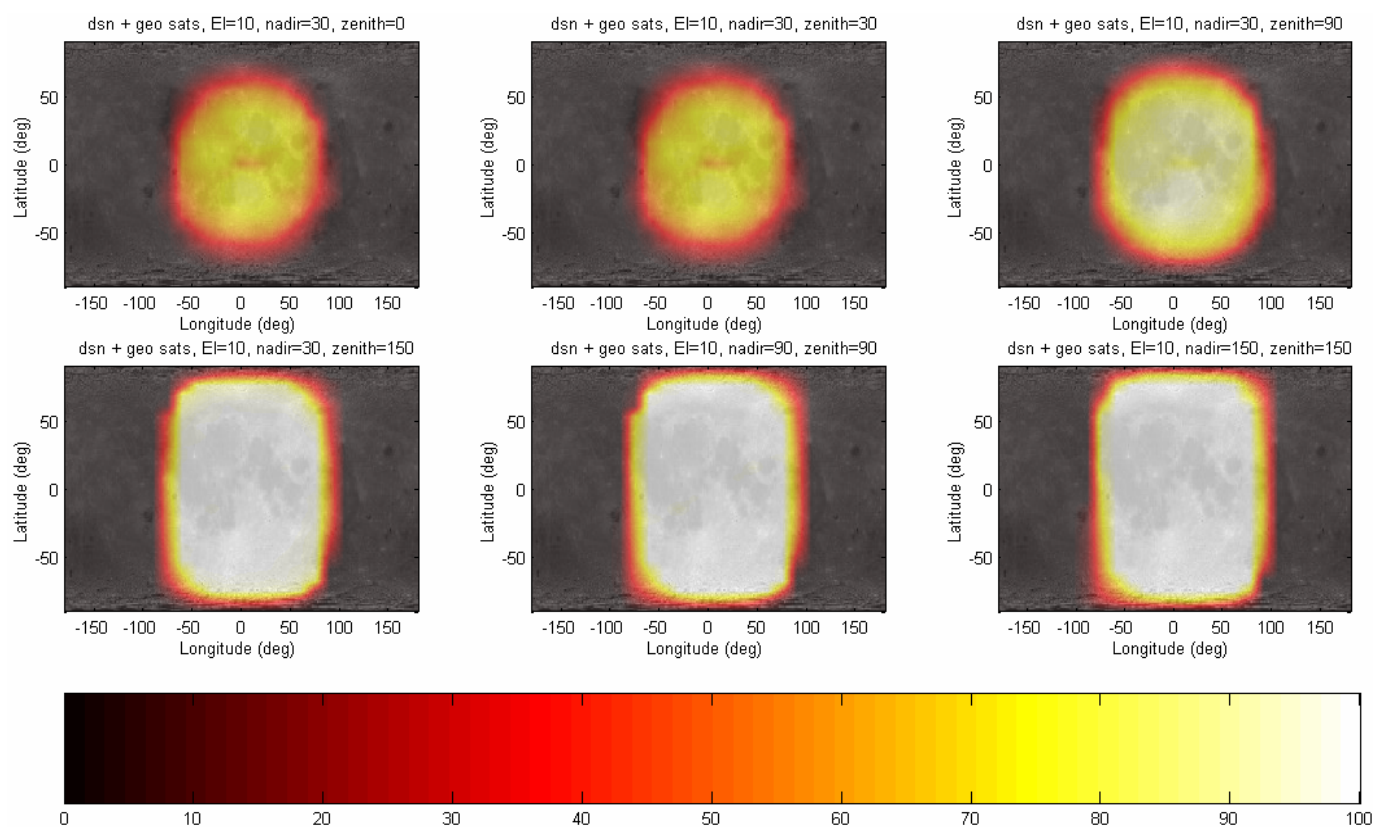 dsn + geo sats, El=10, nadir=30, zenith=0
50
0
-50
Latitude (deg)
-150 -100 -50 0 50 100 150
Longitude (deg)
dsn + geo sats, El=10, nadir=30, zenith=30
50
0
-50
Latitude (deg)
-150 -100 -50 0 50 100 150
Longitude (deg)
dsn + geo sats, El=10, nadir=30, zenith=90
50
0
-50
Latitude (deg)
-150 -100 -50 0 50 100 150
Longitude (deg)
dsn + geo sats, El=10, nadir=30, zenith=150
50
0
-50
Latitude (deg)
-150 -100 -50 0 50 100 150
Longitude (deg)
dsn + geo sats, El=10, nadir=90, zenith=90
50
0
-50
Latitude (deg)
-150 -100 -50 0 50 100 150
Longitude (deg)
dsn + geo sats, El=10, nadir=150, zenith=150
50
0
-50
Latitude (deg)
-150 -100 -50 0 50 100 150
Longitude (deg)
0 10 20 30 40 50 60 70 80 90 100